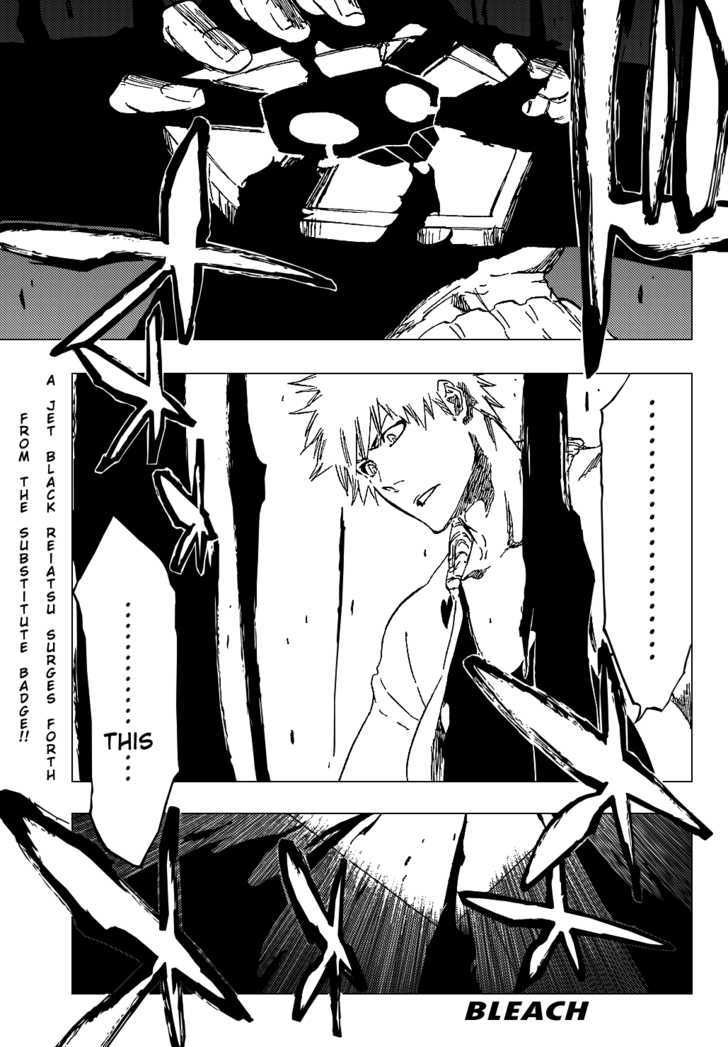 ............
A JET BLACK REIATSU SURGES FORTH
FROM THE SUBSTITUTE BADGE!!
............ THIS ...
BLEACH